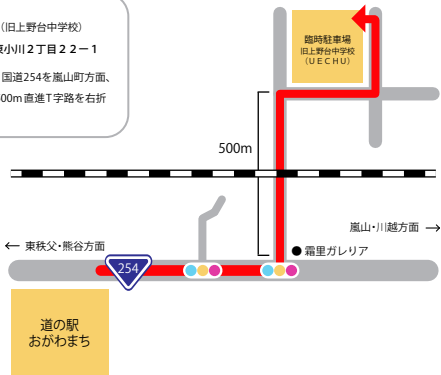 (旧上野台中学校)
東小川2丁目22−1
国道254を嵐山町方面、
00m直進T字路を右折
臨時駐車場
旧上野台中学校
(UECHU)
500m
嵐山・川越方面 →
← 東秩父・熊谷方面
● 霜里ガレリア
254
道の駅
おがわまち